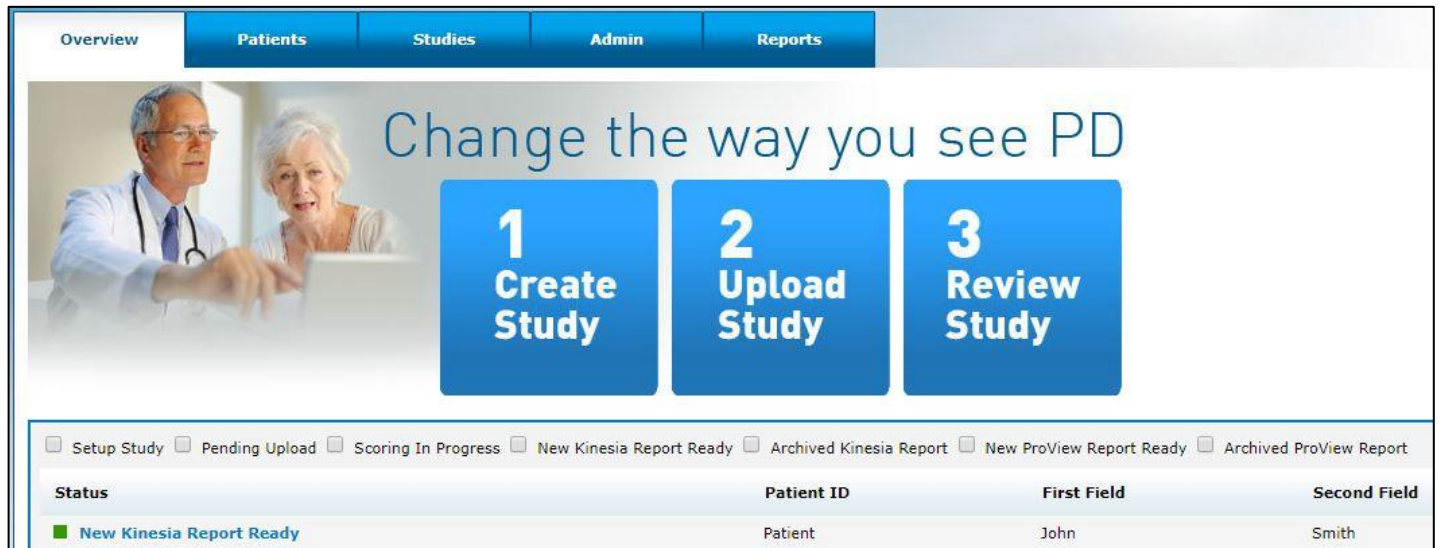 Overview Patients Studies Admin Reports
Change the way you see PD
1
Create
Study
2
Upload
Study
3
Review
Study
Setup Study Pending Upload Scoring In Progress New Kinesia Report Ready Archived Kinesia Report New ProView Report Ready Archived ProView Report
Status Patient ID First Field Second Field
New Kinesia Report Ready Patient John Smith